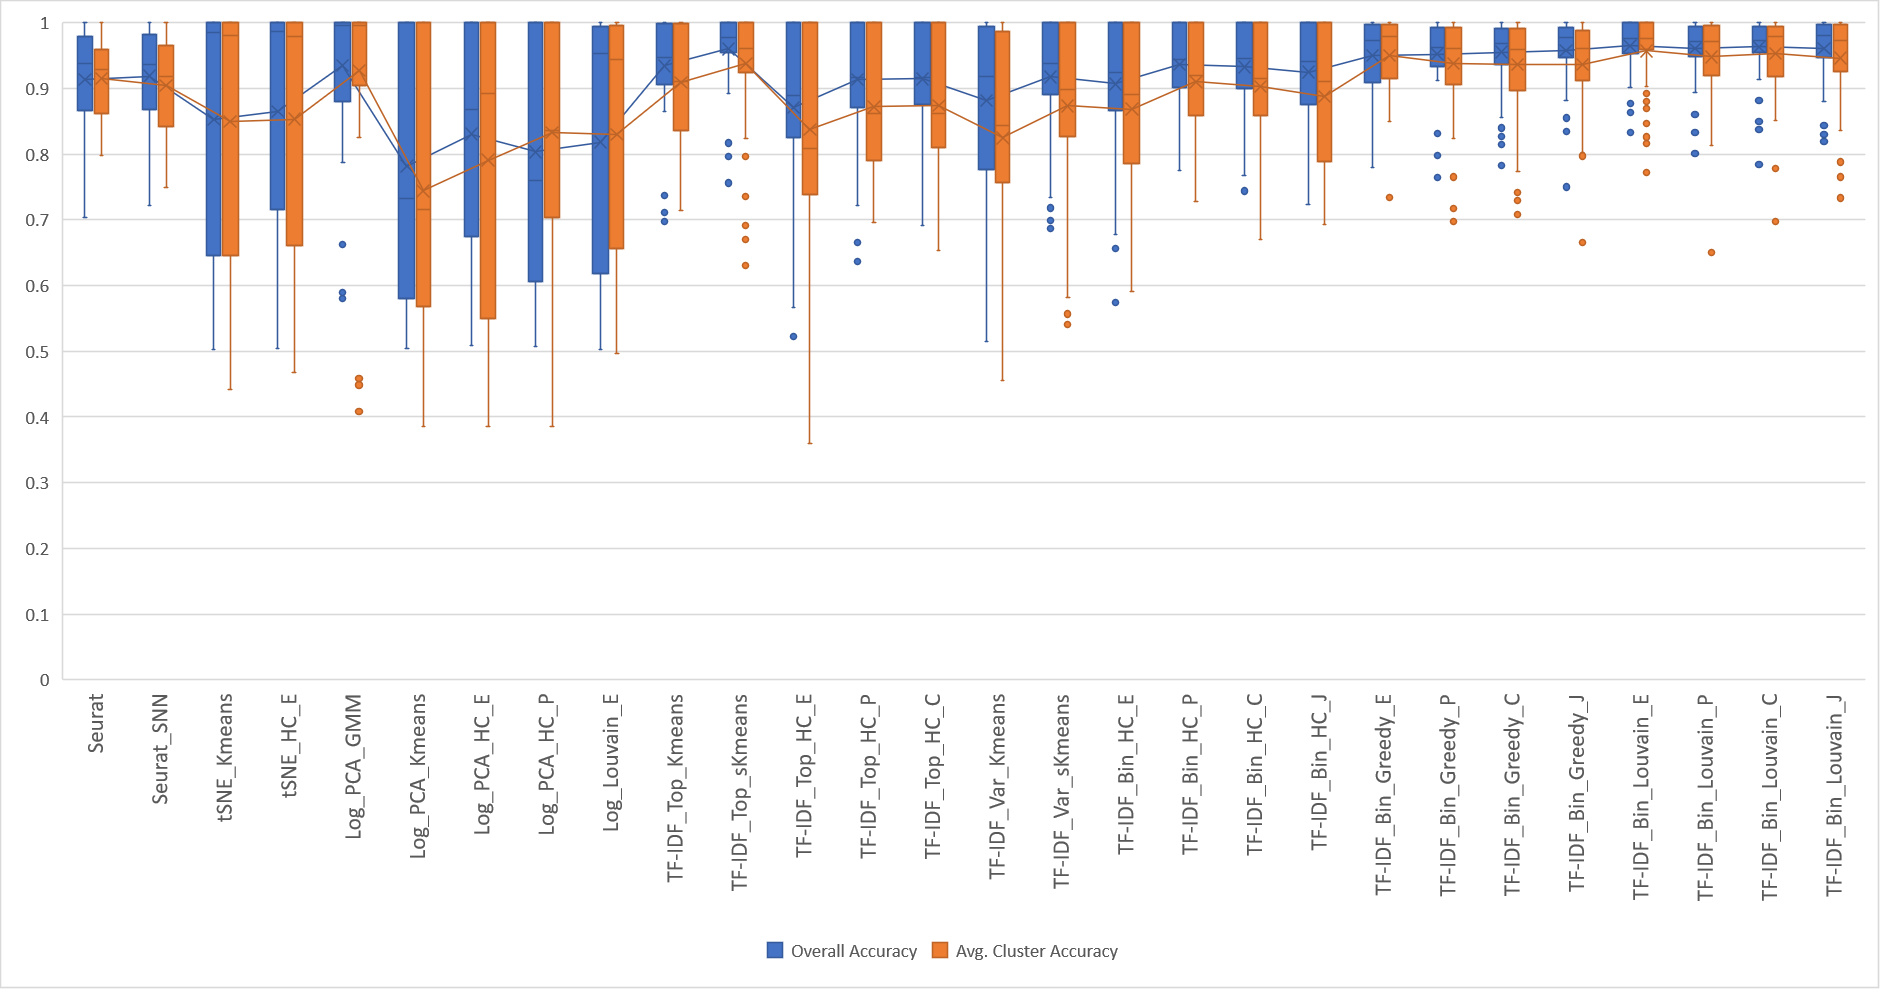 1
0.9
0.8
0.7
0.6
0.5
0.4
0.3
0.2
0.1
0
Seurat
Seurat_SNN
tSNE_Kmeans
tSNE_HC_E
Log_PCA_GMM
Log_PCA_Kmeans
Log_PCA_HC_E
Log_PCA_HC_P
Log_Louvain_E
TF-IDF_Top_Kmeans
TF-IDF_Top_sKmeans
TF-IDF_Top_HC_E
TF-IDF_Top_HC_P
TF-IDF_Top_HC_C
TF-IDF_Var_Kmeans
TF-IDF_Var_sKmeans
TF-IDF_Bin_HC_E
TF-IDF_Bin_HC_P
TF-IDF_Bin_HC_C
TF-IDF_Bin_HC_J
TF-IDF_Bin_Greedy_E
TF-IDF_Bin_Greedy_P
TF-IDF_Bin_Greedy_C
TF-IDF_Bin_Greedy_J
TF-IDF_Bin_Louvain_E
TF-IDF_Bin_Louvain_P
TF-IDF_Bin_Louvain_C
TF-IDF_Bin_Louvain_J
Overall Accuracy Avg. Cluster Accuracy